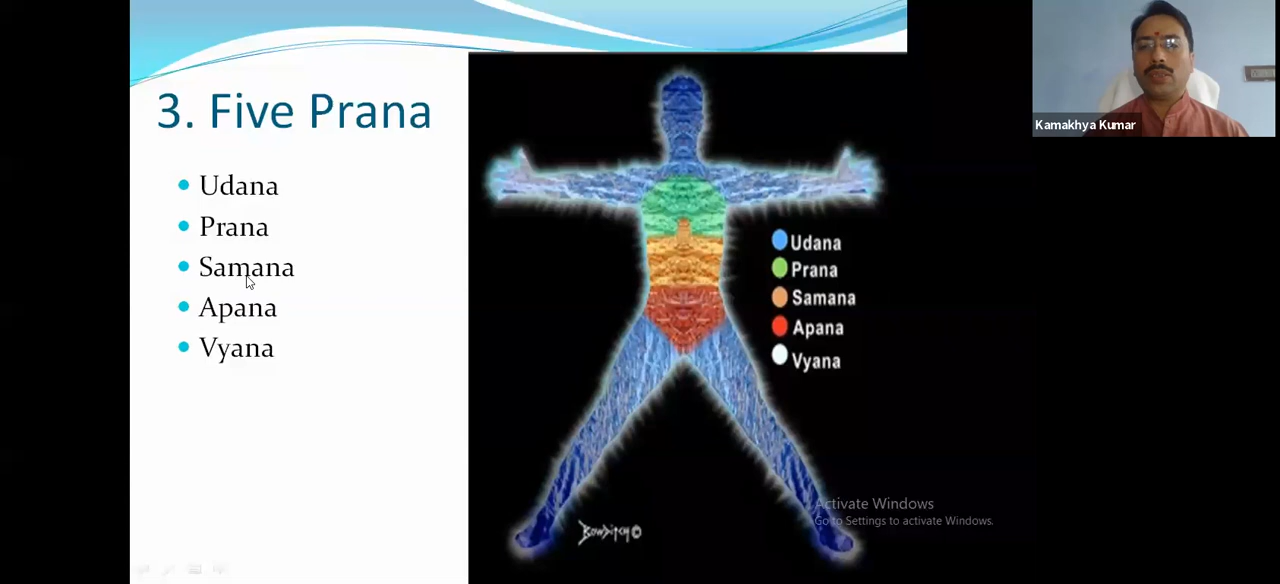 3. Five Prana
Udana
Prana
Samana
Apana
Vyana
Udana
Prana
Samana
Apana
Vyana
BowDitch ©
Activate Windows
Go to Settings to activate Windows.
Kamakhya Kumar